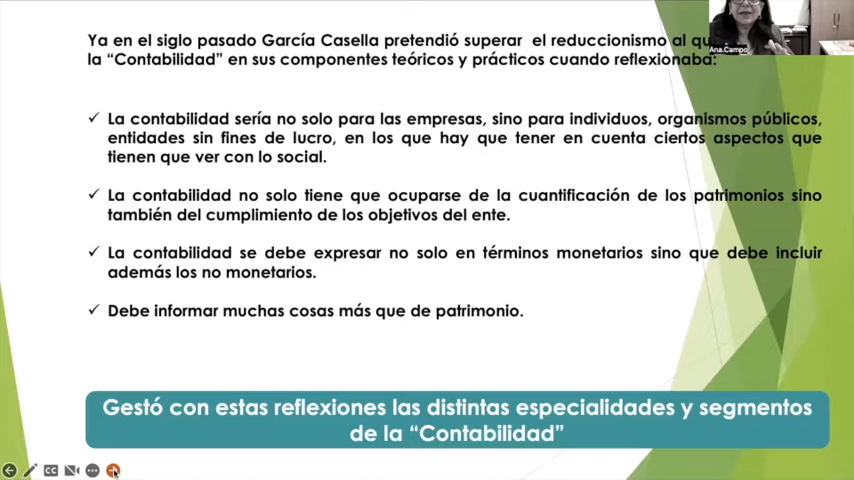 Ya en el siglo pasado García Casella pretendió superar el reduccionismo al
la “Contabilidad” en sus componentes teóricos y prácticos cuando reflexionaba:
✓ La contabilidad sería no solo para las empresas, sino para individuos, organismos públicos,
entidades sin fines de lucro, en los que hay que tener en cuenta ciertos aspectos que
tienen que ver con lo social.
✓ La contabilidad no solo tiene que ocuparse de la cuantificación de los patrimonios sino
también del cumplimiento de los objetivos del ente.
✓ La contabilidad se debe expresar no solo en términos monetarios sino que debe incluir
además los no monetarios.
✓ Debe informar muchas cosas más que de patrimonio.
Gestó con estas reflexiones las distintas especialidades y segmentos
de la “Contabilidad”
Ana.Campo
CC